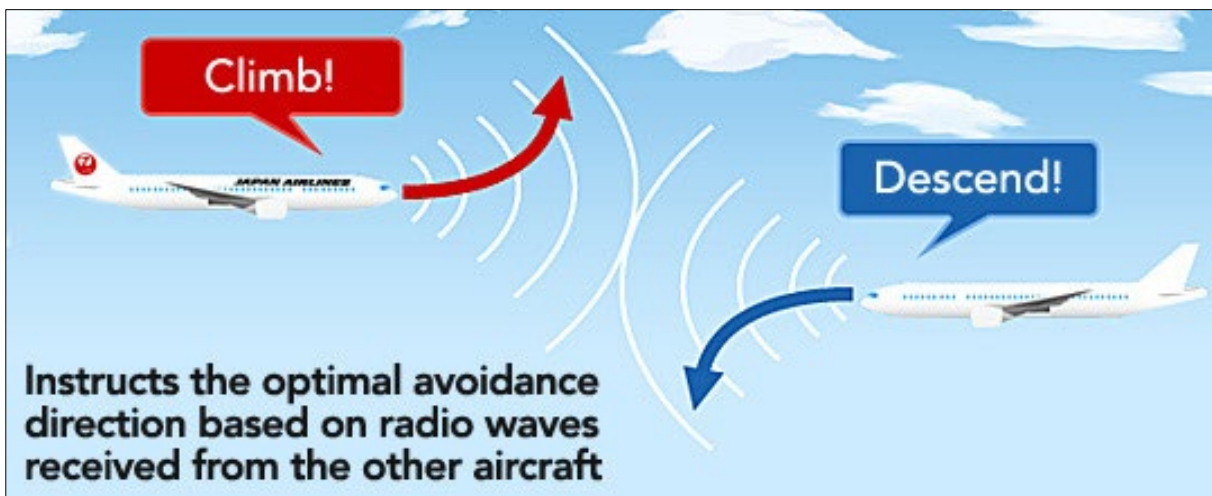 Climb!
JAPAN AIRLINES
Descend!
Instructs the optimal avoidance
direction based on radio waves
received from the other aircraft